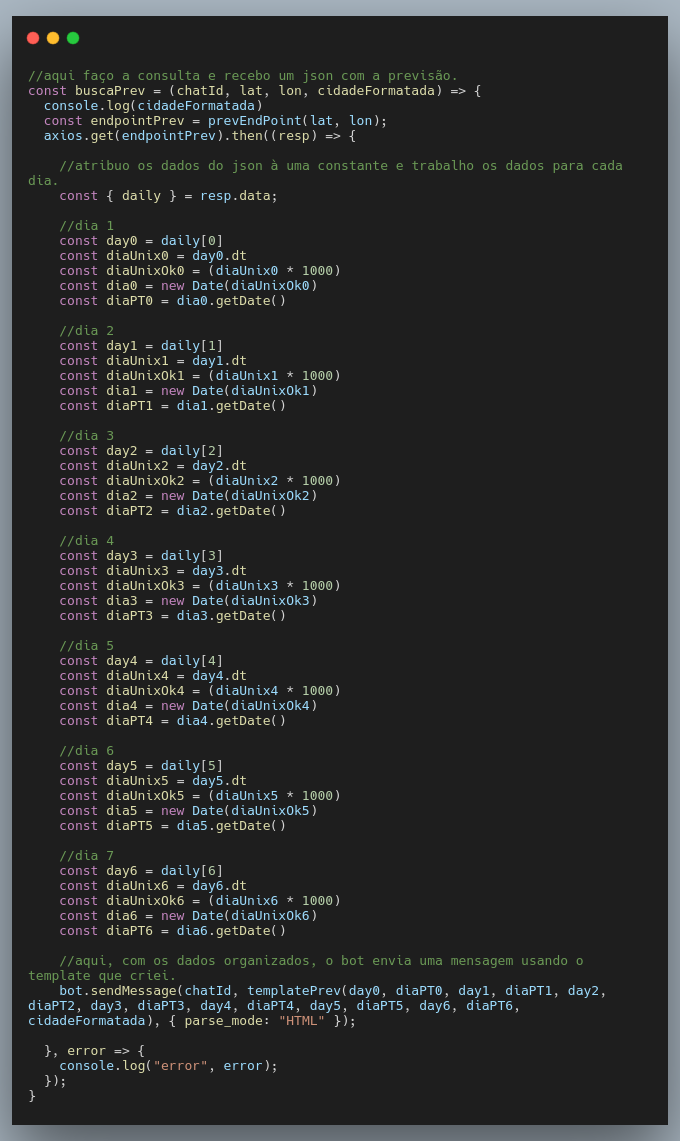 //aqui faço a consulta e recebo um json com a previsão.
const buscaPrev = (chatId, lat, lon, cidadeFormatada) => {
  console.log(cidadeFormatada)
  const endpointPrev = prevEndPoint(lat, lon);
  axios.get(endpointPrev).then((resp) => {

    //atribuo os dados do json à uma constante e trabalho os dados para cada
dia.
    const { daily } = resp.data;

    //dia 1
    const day0 = daily[0]
    const diaUnix0 = day0.dt
    const diaUnixOk0 = (diaUnix0 * 1000)
    const dia0 = new Date(diaUnixOk0)
    const diaPT0 = dia0.getDate()

    //dia 2
    const day1 = daily[1]
    const diaUnix1 = day1.dt
    const diaUnixOk1 = (diaUnix1 * 1000)
    const dia1 = new Date(diaUnixOk1)
    const diaPT1 = dia1.getDate()

    //dia 3
    const day2 = daily[2]
    const diaUnix2 = day2.dt
    const diaUnixOk2 = (diaUnix2 * 1000)
    const dia2 = new Date(diaUnixOk2)
    const diaPT2 = dia2.getDate()

    //dia 4
    const day3 = daily[3]
    const diaUnix3 = day3.dt
    const diaUnixOk3 = (diaUnix3 * 1000)
    const dia3 = new Date(diaUnixOk3)
    const diaPT3 = dia3.getDate()

    //dia 5
    const day4 = daily[4]
    const diaUnix4 = day4.dt
    const diaUnixOk4 = (diaUnix4 * 1000)
    const dia4 = new Date(diaUnixOk4)
    const diaPT4 = dia4.getDate()

    //dia 6
    const day5 = daily[5]
    const diaUnix5 = day5.dt
    const diaUnixOk5 = (diaUnix5 * 1000)
    const dia5 = new Date(diaUnixOk5)
    const diaPT5 = dia5.getDate()

    //dia 7
    const day6 = daily[6]
    const diaUnix6 = day6.dt
    const diaUnixOk6 = (diaUnix6 * 1000)
    const dia6 = new Date(diaUnixOk6)
    const diaPT6 = dia6.getDate()

    //aqui, com os dados organizados, o bot envia uma mensagem usando o
template que criei.
    bot.sendMessage(chatId, templatePrev(day0, diaPT0, day1, diaPT1, day2,
diaPT2, day3, diaPT3, day4, diaPT4, day5, diaPT5, day6, diaPT6,
cidadeFormatada), { parse_mode: "HTML" });

  }, error => {
    console.log("error", error);
  });
}